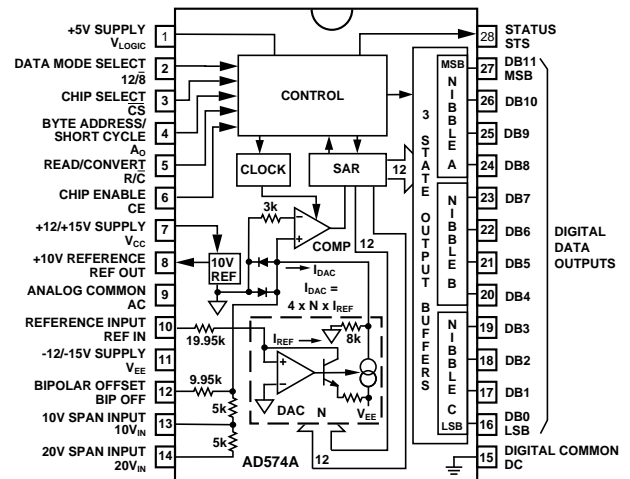 +5V SUPPLY
VLOGIC
1
DATA MODE SELECT
12/8̅
2
CHIP SELECT
C̅S̅
3
BYTE ADDRESS/
SHORT CYCLE
AO
4
READ/CONVERT
R/C̅
5
CHIP ENABLE
CE
6
+12/+15V SUPPLY
VCC
7
+10V REFERENCE
REF OUT
8
ANALOG COMMON
AC
9
REFERENCE INPUT
REF IN
10
-12/-15V SUPPLY
VEE
11
BIPOLAR OFFSET
BIP OFF
12
10V SPAN INPUT
10VIN
13
20V SPAN INPUT
20VIN
14
CONTROL
CLOCK
SAR
12
3k
COMP
12
10V
REF
IDAC
IDAC =
4 x N x IREF
19.95k
IREF
8k
9.95k
5k
5k
DAC
N
VEE
12
AD574A
3 STATE OUTPUT BUFFERS
MSB
NIBBLE A
NIBBLE B
NIBBLE C
LSB
28
STATUS
STS
27
DB11
MSB
26
DB10
25
DB9
24
DB8
23
DB7
22
DB6
21
DB5
20
DB4
19
DB3
18
DB2
17
DB1
16
DB0
LSB
15
DIGITAL COMMON
DC
DIGITAL
DATA
OUTPUTS